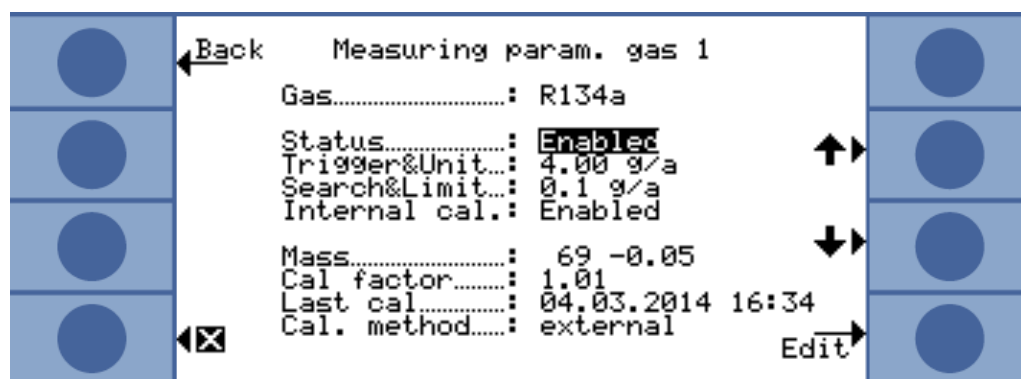 Back Measuring param. gas 1
Gas..............................: R134a
Status.....................: Enabled
Trigger&Unit...: 4.00 g/a
Search&Limit...: 0.1 g/a
Internal cal.: Enabled
Mass..........................: 69 -0.05
Cal factor.........: 1.01
Last cal..............: 04.03.2014 16:34
Cal. method.....: external
Edit